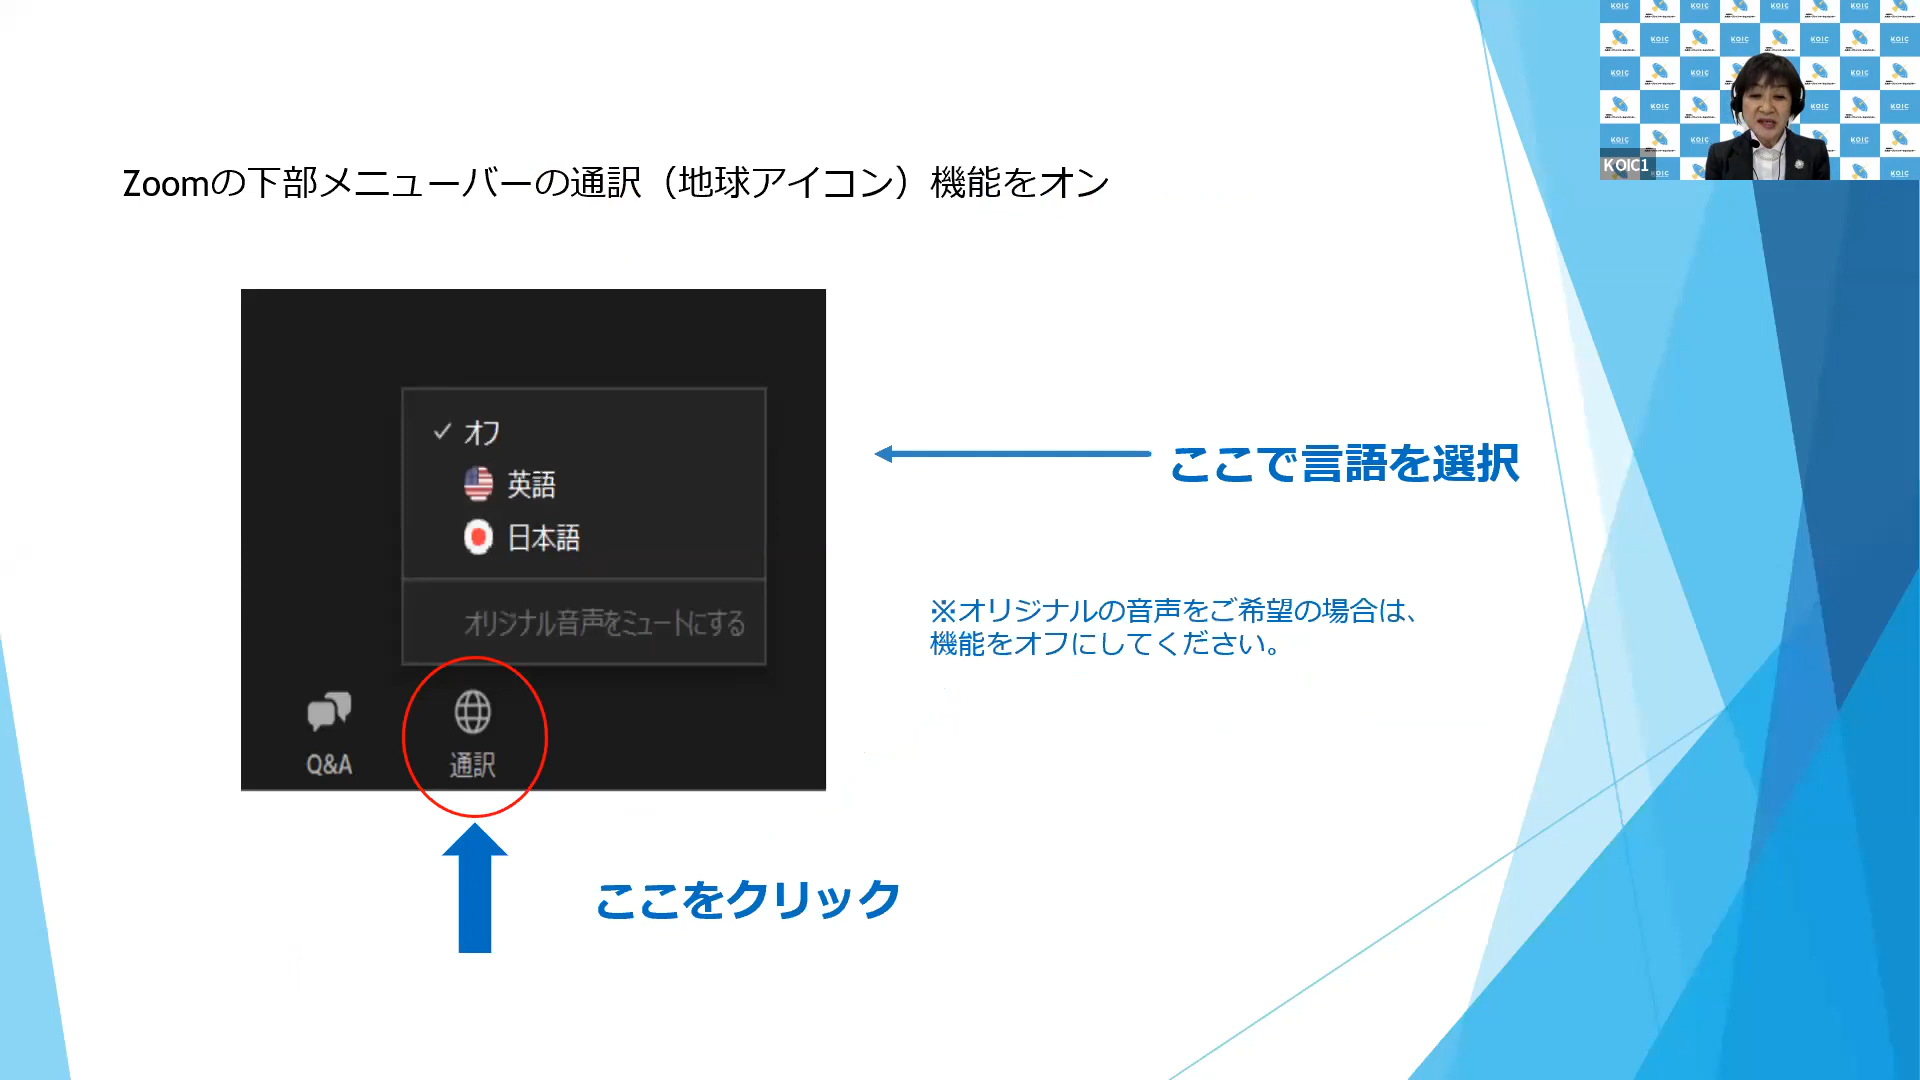 Zoomの下部メニューバーの通訳（地球アイコン）機能をオン
KOIC1
✓ オフ
英語
日本語
オリジナル音声をミュートにする
Q&A
通訳
ここで言語を選択
※オリジナルの音声をご希望の場合は、
機能をオフにしてください。
ここをクリック
KOIC